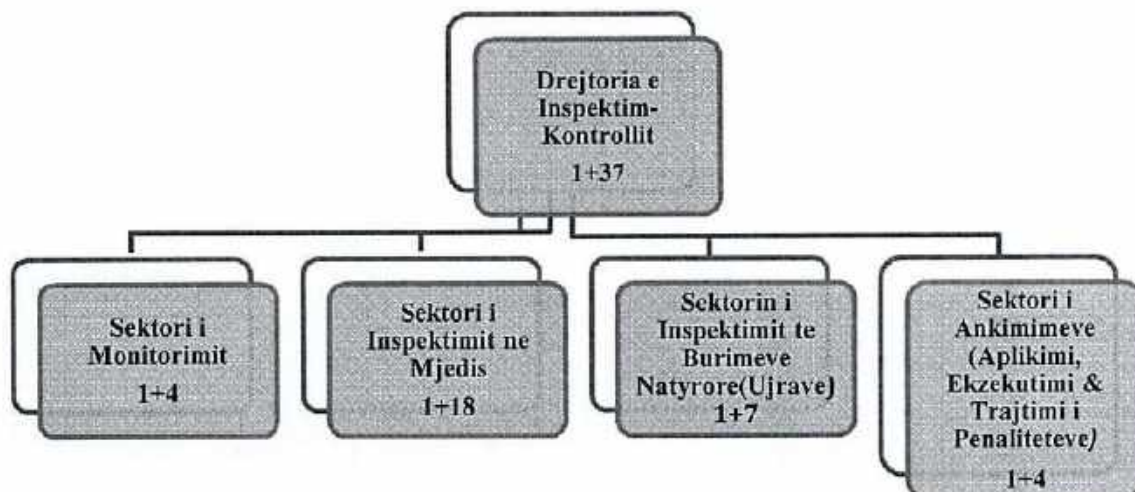 Drejtoria e
Inspektim-
Kontrollit
1+37
Sektori i
Monitorimit
1+4
Sektori i
Inspektimit ne
Mjedis
1+18
Sektorin i
Inspektimit te
Burimeve
Natyrore(Ujrave)
1+7
Sektori i
Ankimimeve
(Aplikimi,
Ekzekutimi &
Trajtimi i
Penaliteteve)
1+4